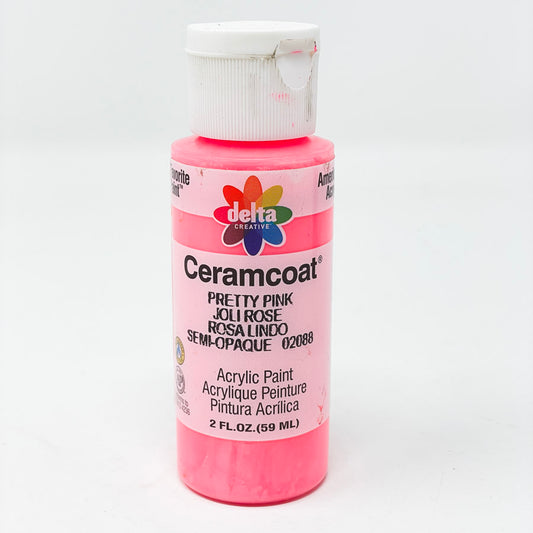 delta
CREATIVE™
Ceramcoat®
PRETTY PINK
JOLI ROSE
ROSA LINDO
SEMI-OPAQUE 02088
Acrylic Paint
Acrylique Peinture
Pintura Acrílica
2 FL.OZ.(59 ML)